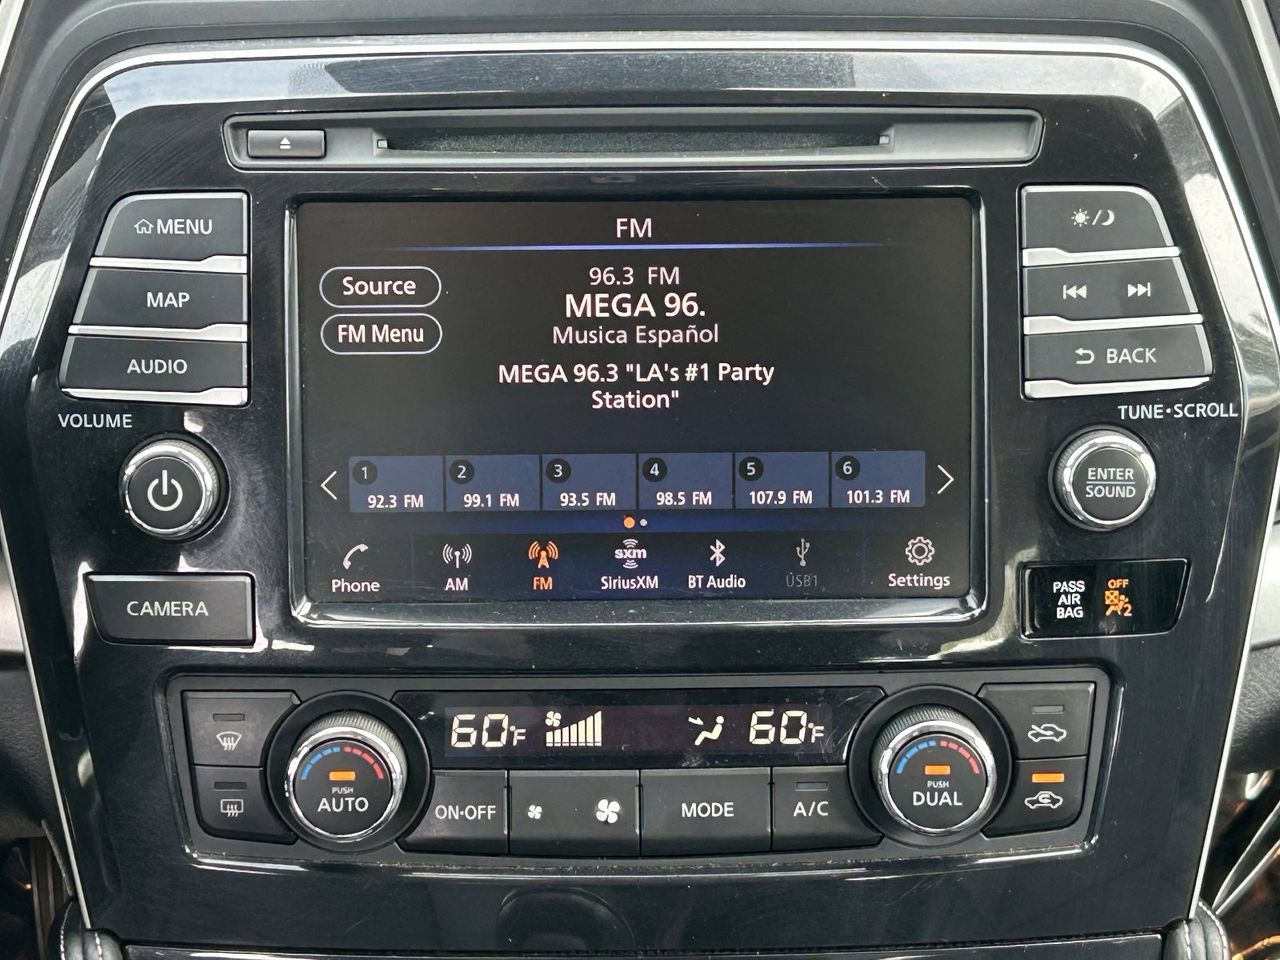 MENU
MAP
AUDIO
VOLUME
CAMERA
FM
Source
FM Menu
96.3 FM
MEGA 96.
Musica Español
MEGA 96.3 "LA's #1 Party
Station"
1 2 3 4 5 6
92.3 FM 99.1 FM 93.5 FM 98.5 FM 107.9 FM 101.3 FM
Phone AM FM SiriusXM BT Audio USB1 Settings
sxm
BACK
TUNE•SCROLL
ENTER
SOUND
PASS
AIR
BAG
OFF
2
60°F 60°F
PUSH
AUTO
ON•OFF
MODE
A/C
PUSH
DUAL